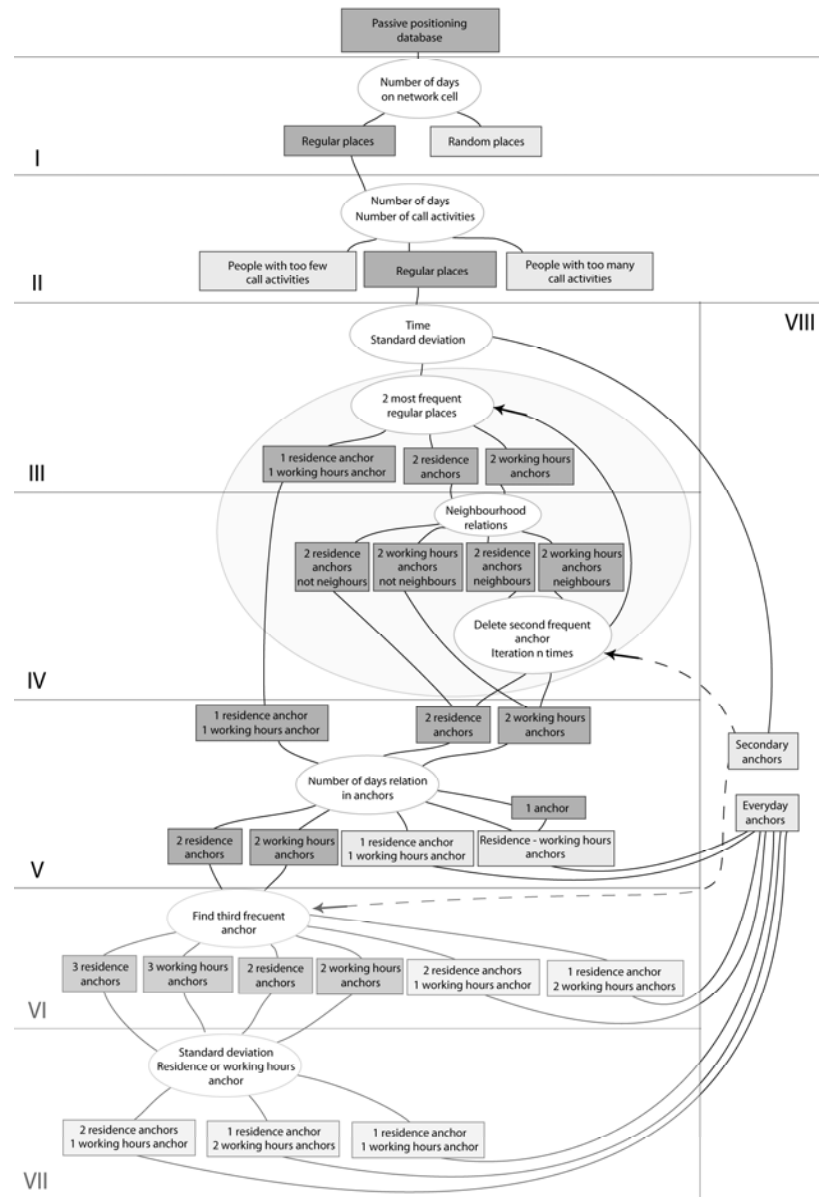 Passive positioning
database
Number of days
on network cell
Regular places
Random places
I
Number of days
Number of call activities
People with too few
call activities
Regular places
People with too many
call activities
II
Time
Standard deviation
VIII
2 most frequent
regular places
1 residence anchor
1 working hours anchor
2 residence
anchors
2 working hours
anchors
III
Neighbourhood
relations
2 residence
anchors
not neighours
2 working hours
anchors
not neighbours
2 residence
anchors
neighbours
2 working hours
anchors
neighbours
Delete second frequent
anchor
Iteration n times
IV
1 residence anchor
1 working hours anchor
2 residence
anchors
2 working hours
anchors
Secondary
anchors
Number of days relation
in anchors
1 anchor
Everyday
anchors
2 residence
anchors
2 working hours
anchors
1 residence anchor
1 working hours anchor
Residence - working hours
anchors
V
Find third frecuent
anchor
3 residence
anchors
3 working hours
anchors
2 residence
anchors
2 working hours
anchors
2 residence anchors
1 working hours anchor
1 residence anchor
2 working hours anchors
VI
Standard deviation
Residence or working hours
anchor
2 residence anchors
1 working hours anchor
1 residence anchor
2 working hours anchors
1 residence anchor
1 working hours anchor
VII